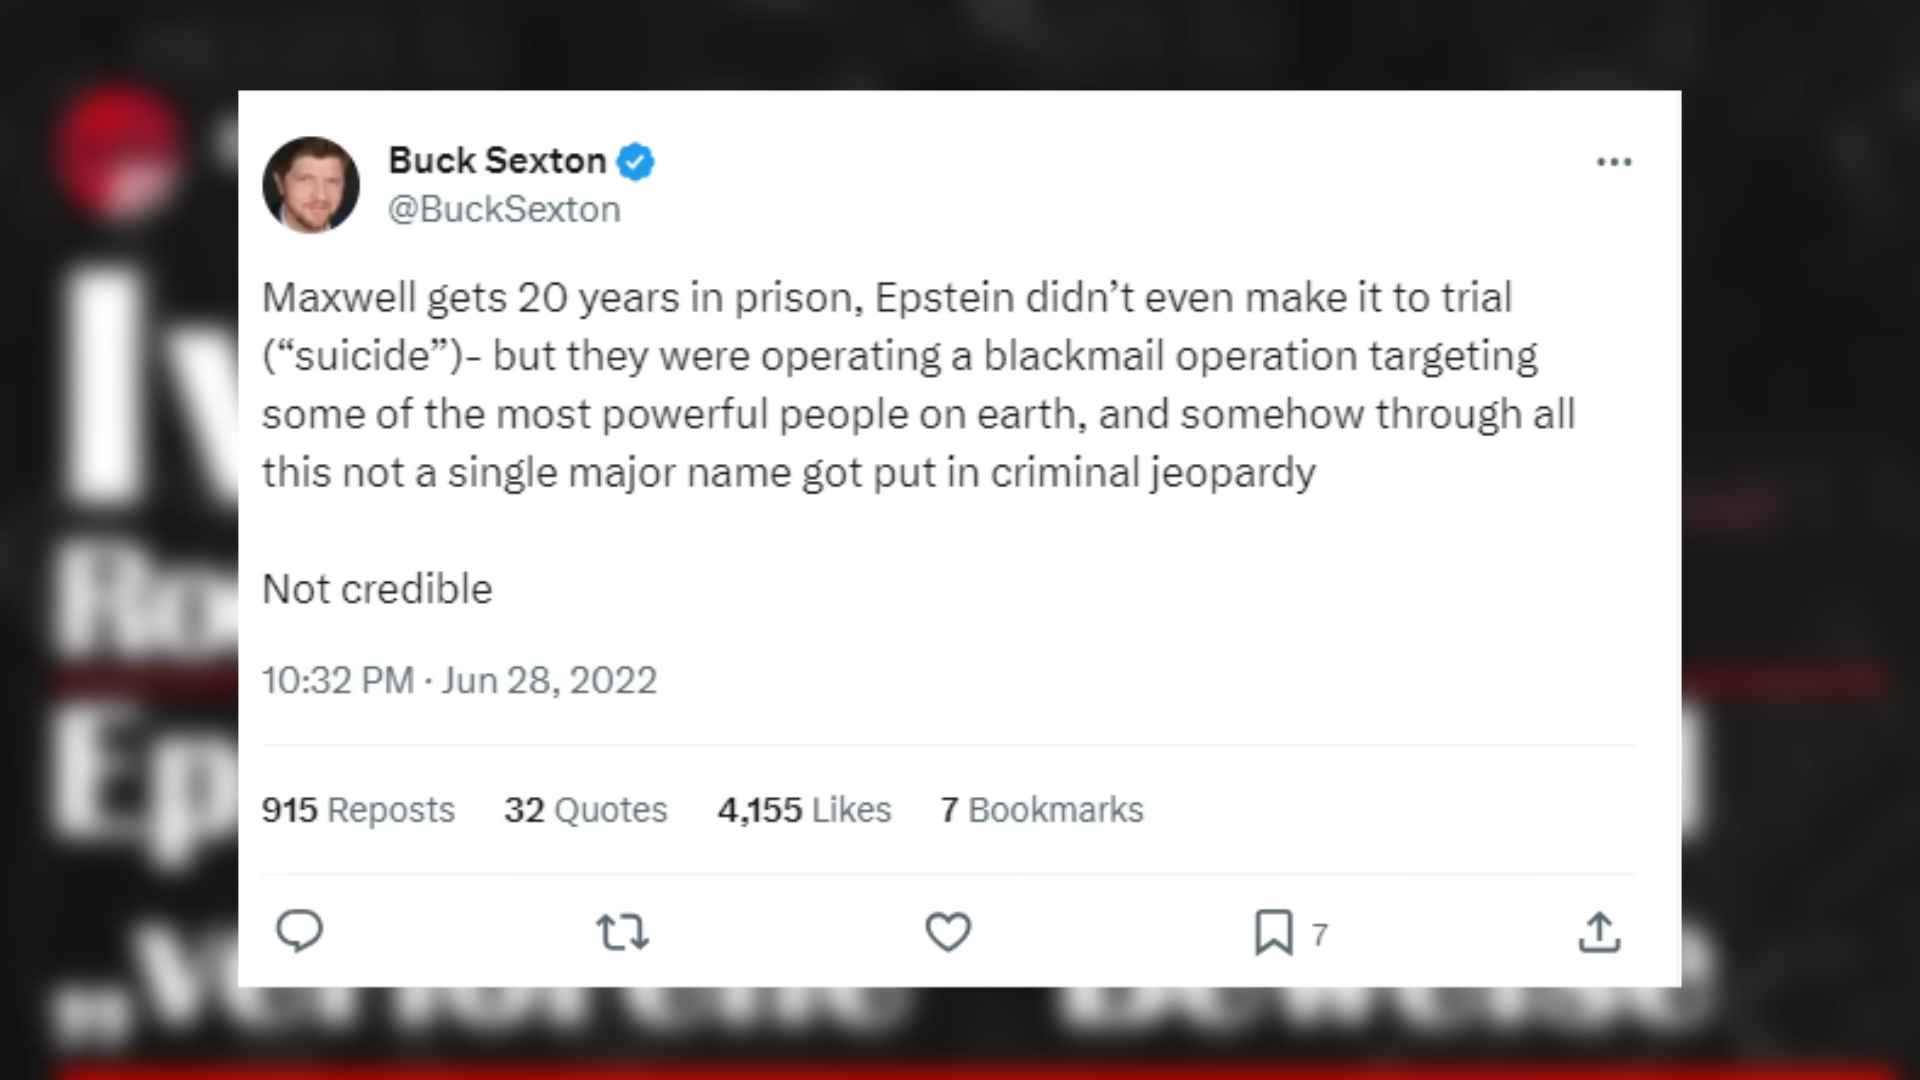 Buck Sexton
@BuckSexton
Maxwell gets 20 years in prison, Epstein didn’t even make it to trial
(“suicide”)- but they were operating a blackmail operation targeting
some of the most powerful people on earth, and somehow through all
this not a single major name got put in criminal jeopardy
Not credible
10:32 PM · Jun 28, 2022
915 Reposts 32 Quotes 4,155 Likes 7 Bookmarks
7